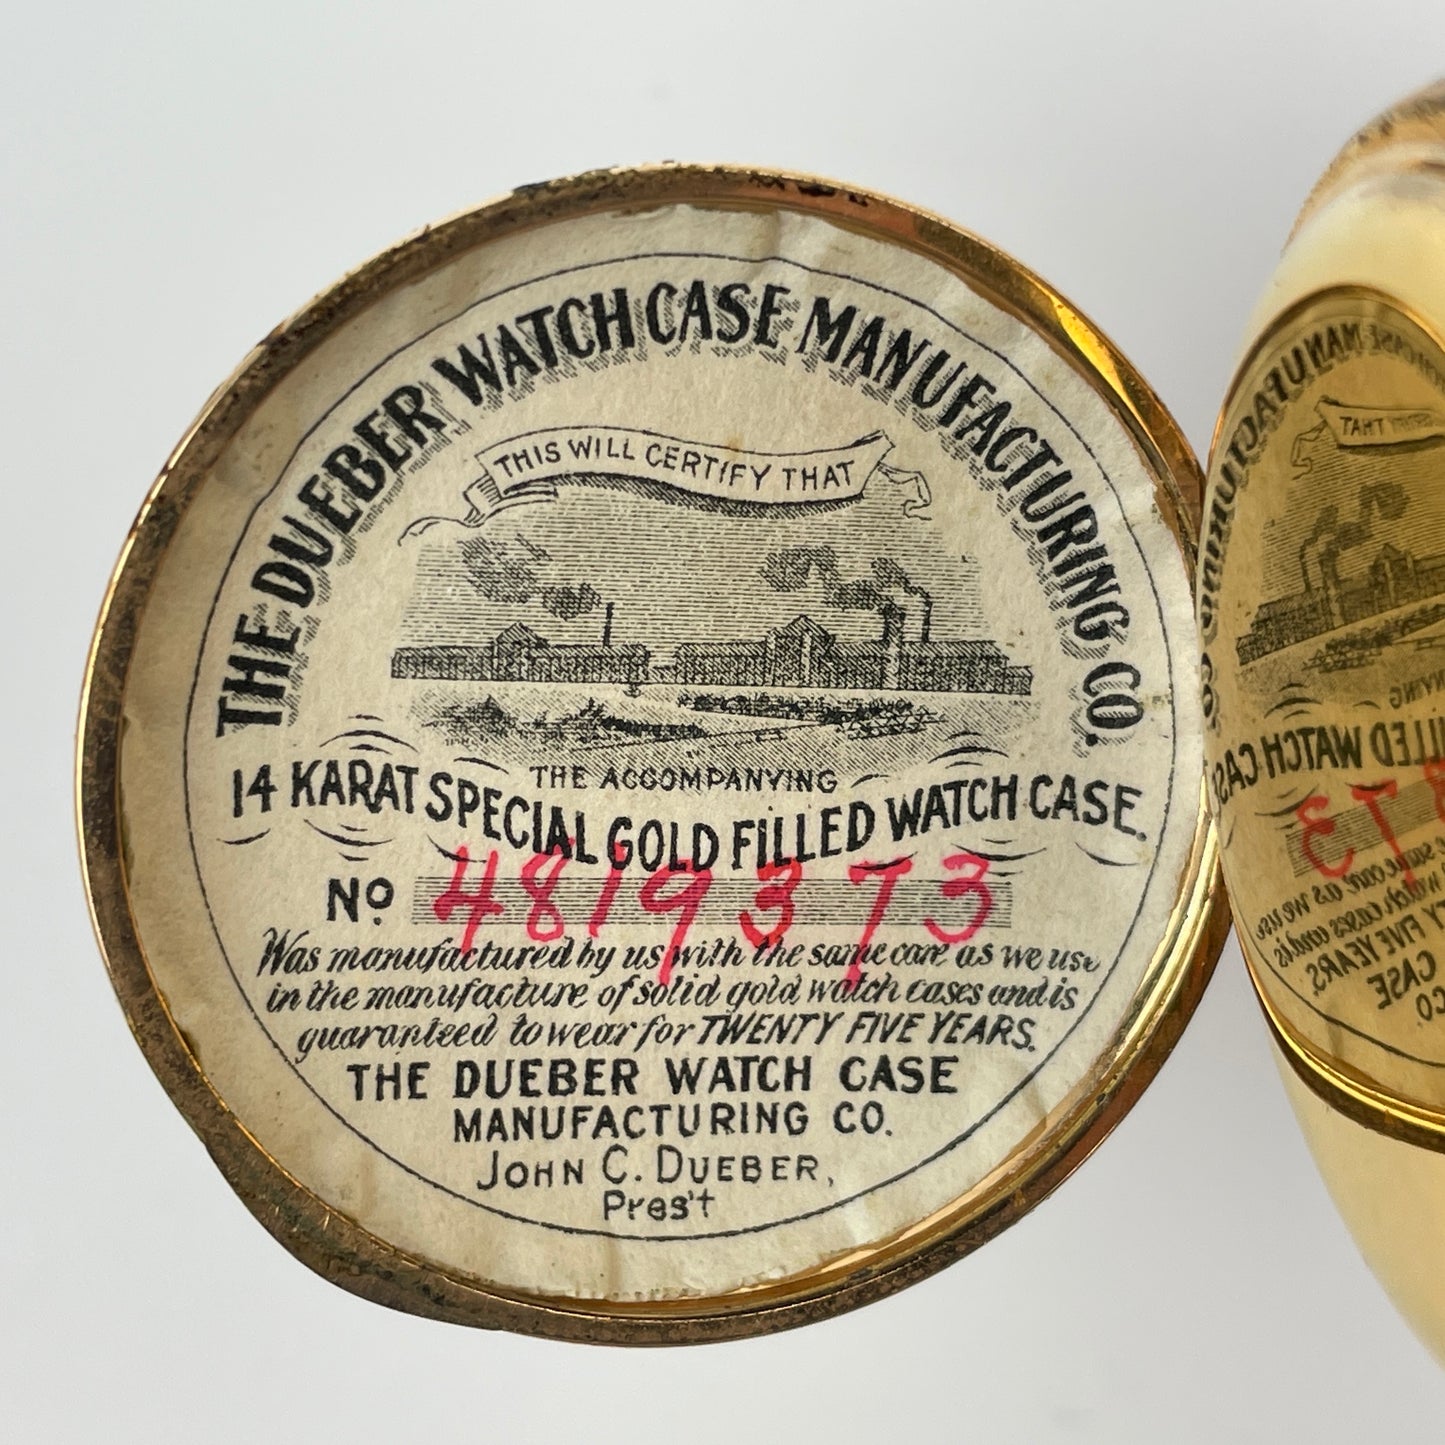 THE DUEBER WATCH CASE MANUFACTURING CO.
THIS WILL CERTIFY THAT
THE ACCOMPANYING
14 KARAT SPECIAL GOLD FILLED WATCH CASE.
No 4819373
Was manufactured by us with the same care as we use
in the manufacture of solid gold watch cases and is
guaranteed to wear for TWENTY FIVE YEARS.
THE DUEBER WATCH CASE
MANUFACTURING CO.
JOHN C. DUEBER,
Pres't